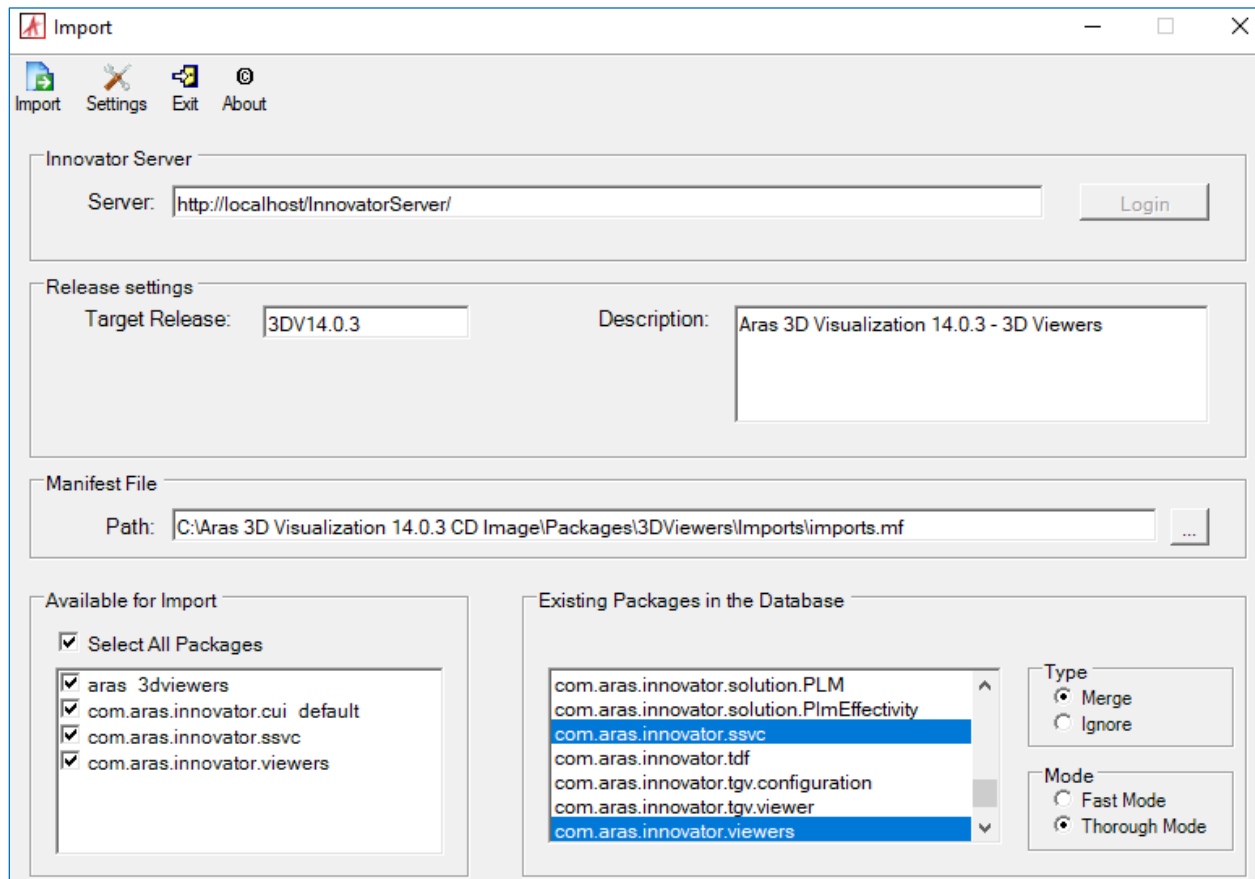 Import
Import Settings Exit About
Innovator Server
Server: http://localhost/InnovatorServer/ Login
Release settings
Target Release: 3DV14.0.3 Description: Aras 3D Visualization 14.0.3 - 3D Viewers
Manifest File
Path: C:\Aras 3D Visualization 14.0.3 CD Image\Packages\3DViewers\Imports\imports.mf ...
Available for Import
Select All Packages
aras 3dviewers
com.aras.innovator.cui default
com.aras.innovator.ssvc
com.aras.innovator.viewers
Existing Packages in the Database
com.aras.innovator.solution.PLM
com.aras.innovator.solution.PlmEffectivity
com.aras.innovator.ssvc
com.aras.innovator.tdf
com.aras.innovator.tgv.configuration
com.aras.innovator.tgv.viewer
com.aras.innovator.viewers
Type
Merge
Ignore
Mode
Fast Mode
Thorough Mode